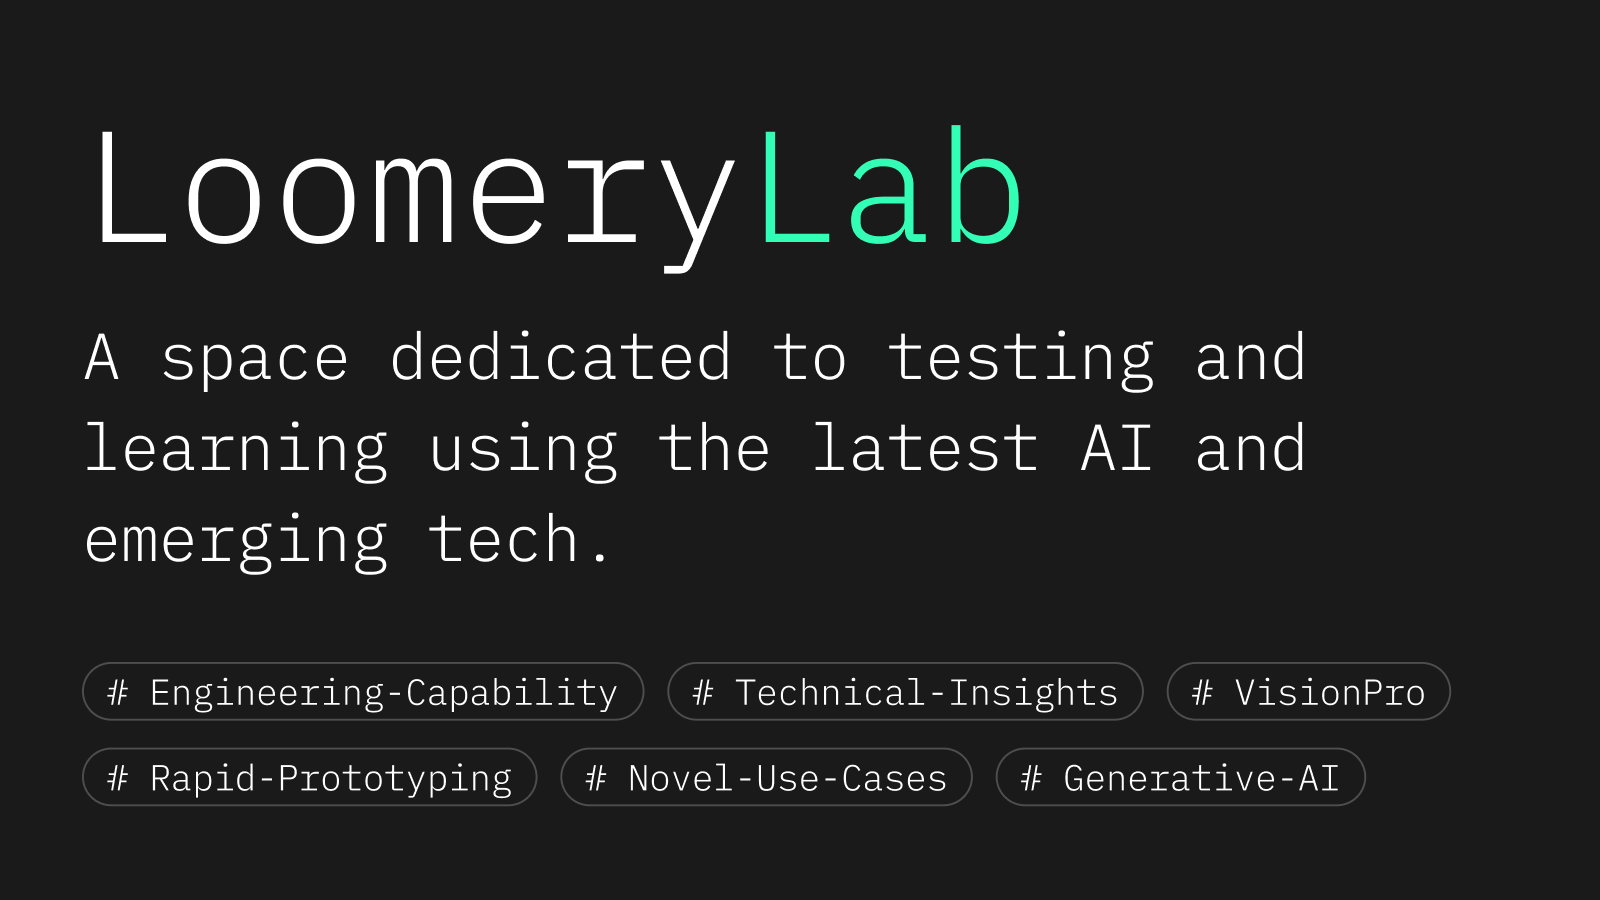 LoomeryLab
A space dedicated to testing and
learning using the latest AI and
emerging tech.
# Engineering-Capability # Technical-Insights # VisionPro
# Rapid-Prototyping # Novel-Use-Cases # Generative-AI